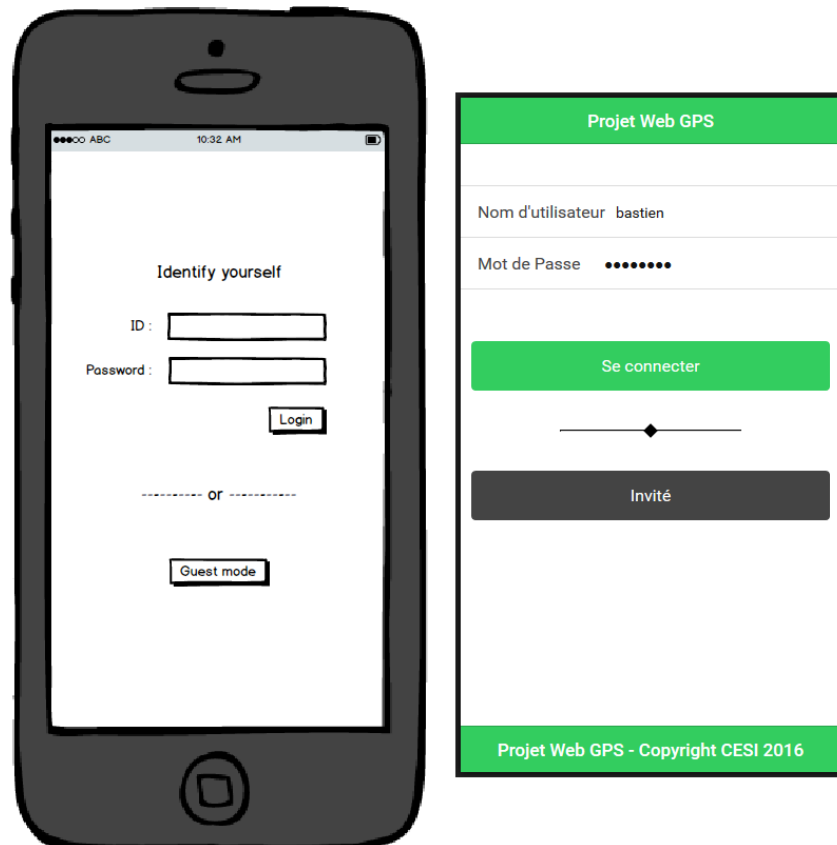 ●●●○○ ABC 10:32 AM
Identify yourself
ID :
Password :
Login
---------- or -----------
Guest mode
Projet Web GPS
Nom d'utilisateur bastien
Mot de Passe ••••••••
Se connecter
Invité
Projet Web GPS - Copyright CESI 2016